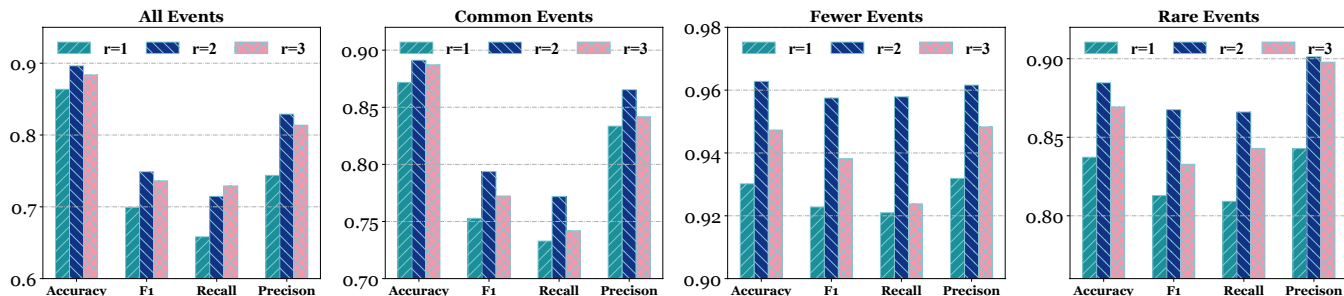 All Events
r=1 r=2 r=3
0.9
0.8
0.7
0.6
Accuracy F1 Recall Precison
Common Events
r=1 r=2 r=3
0.90
0.85
0.80
0.75
0.70
Accuracy F1 Recall Precison
Fewer Events
0.98
r=1 r=2 r=3
0.96
0.94
0.92
0.90
Accuracy F1 Recall Precison
Rare Events
r=1 r=2 r=3
0.90
0.85
0.80
Accuracy F1 Recall Precison